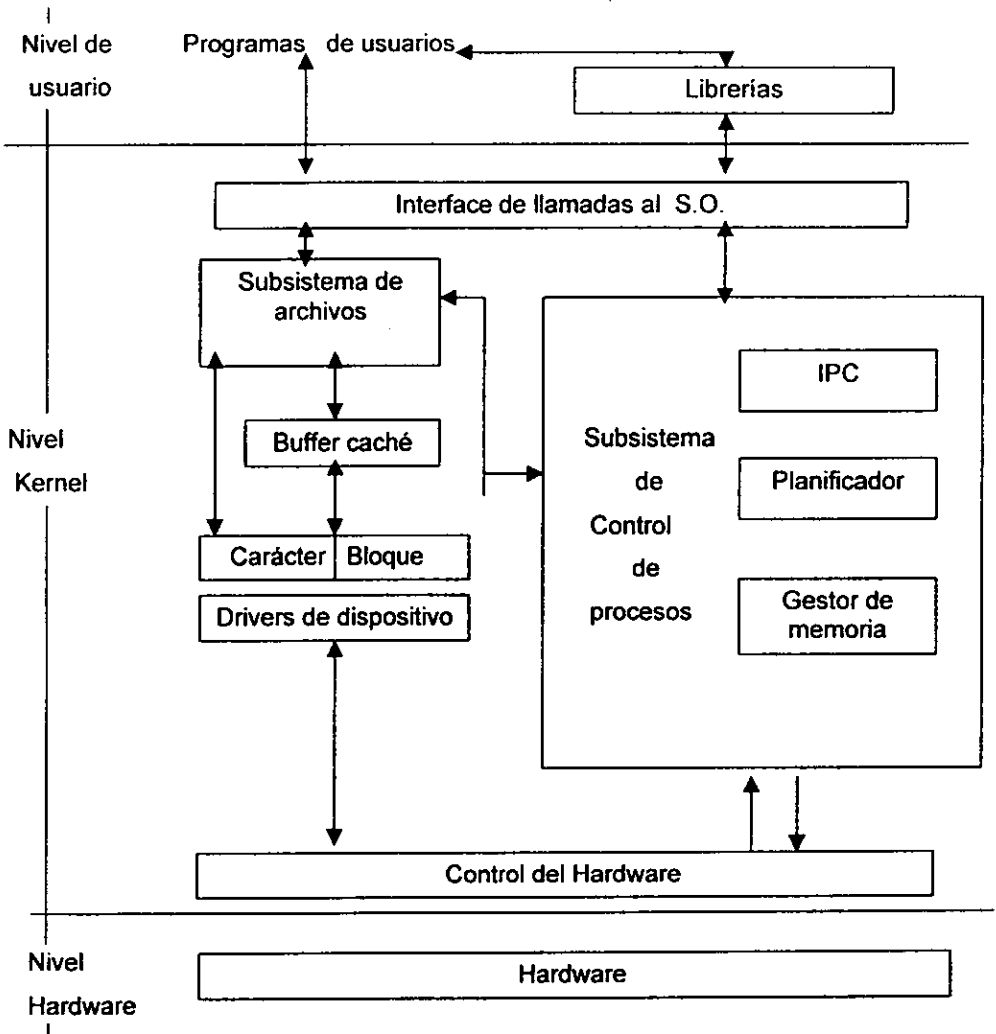 Nivel de
usuario
Programas de usuarios
Librerías
Interface de llamadas al S.O.
Subsistema de
archivos
Buffer caché
Carácter Bloque
Drivers de dispositivo
Nivel
Kernel
Subsistema
de
Control
de
procesos
IPC
Planificador
Gestor de
memoria
Control del Hardware
Nivel
Hardware
Hardware